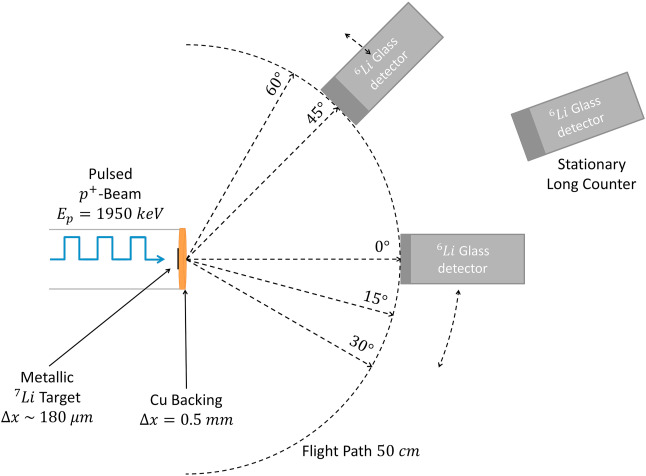 60°
⁶Li Glass
detector
45°
⁶Li Glass
detector
Stationary
Long Counter
Pulsed
p⁺-Beam
E_p = 1950 keV
0°
⁶Li Glass
detector
15°
30°
Metallic
⁷Li Target
Δx ~ 180 μm
Cu Backing
Δx = 0.5 mm
Flight Path 50 cm